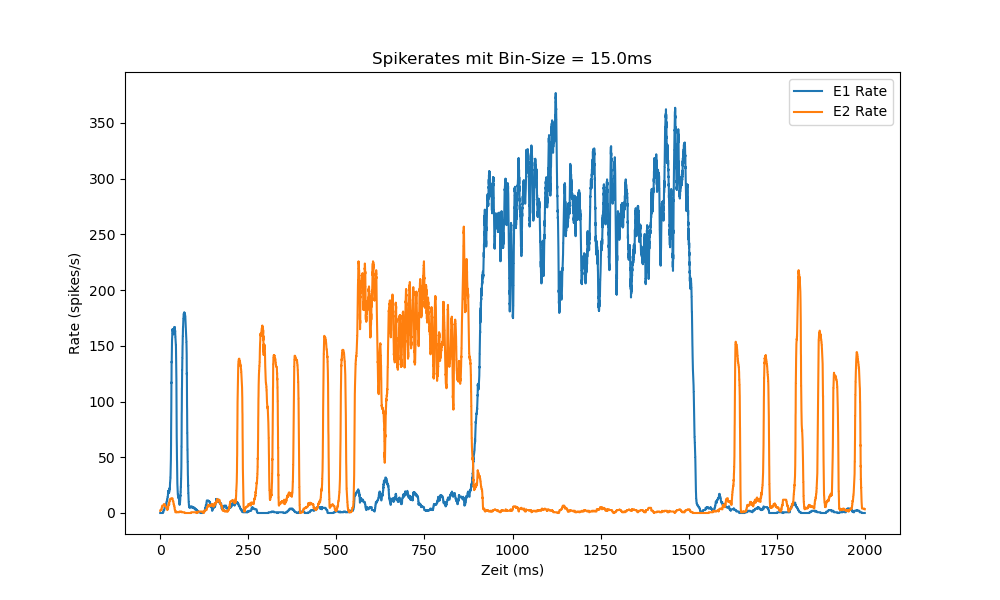 Spikerates mit Bin-Size = 15.0ms
E1 Rate
E2 Rate
Rate (spikes/s)
350
300
250
200
150
100
50
0
0 250 500 750 1000 1250 1500 1750 2000
Zeit (ms)